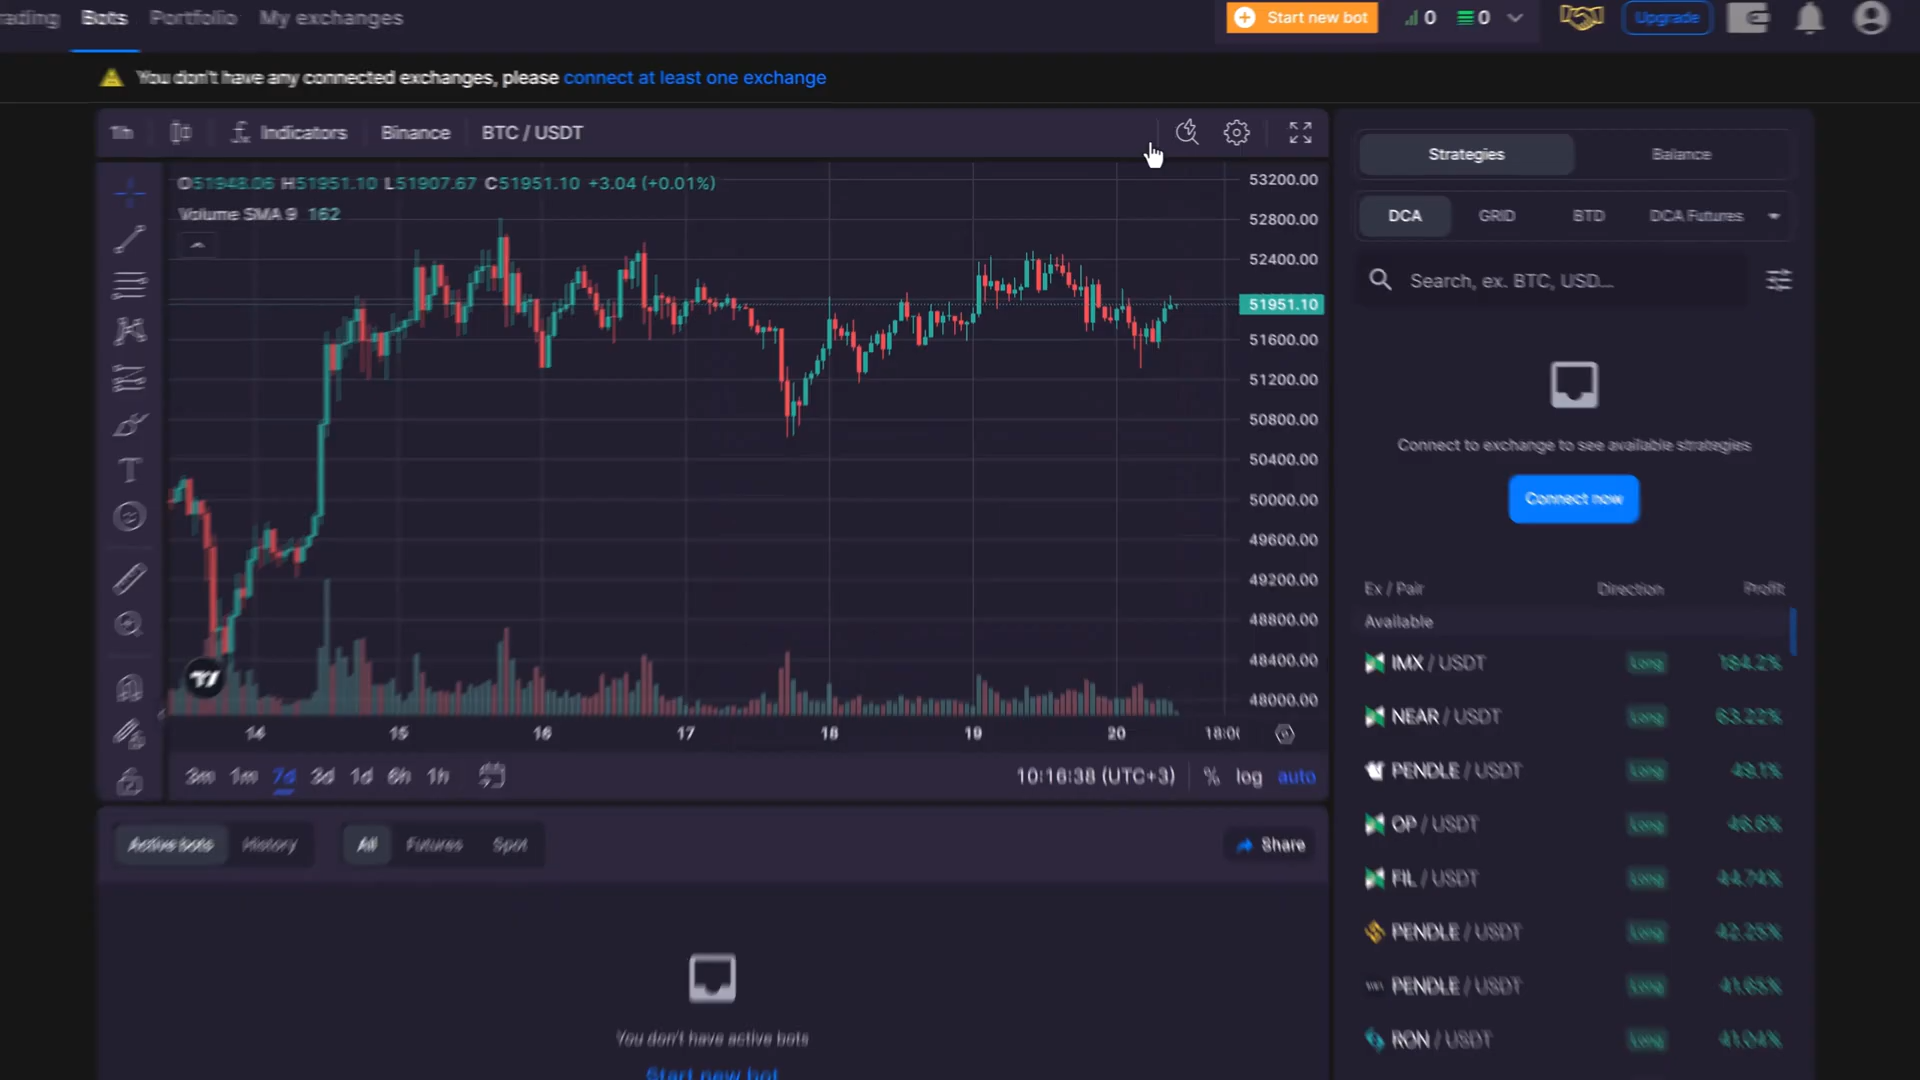 ading Bots Portfolio My exchanges
Start new bot 0 0 Upgrade
You don't have any connected exchanges, please connect at least one exchange
1h Indicators Binance BTC / USDT
O51948.06 H51951.10 L51907.67 C51951.10 +3.04 (+0.01%)
Volume SMA 9 162
53200.00
52800.00
52400.00
51951.10
51600.00
51200.00
50800.00
50400.00
50000.00
49600.00
49200.00
48800.00
48400.00
48000.00
14 15 16 17 18 19 20 18:00
3m 1m 7d 3d 1d 6h 1h
10:16:38 (UTC+3) % log auto
Active bots History All Futures Spot
Share
You don't have active bots
Start new bot
Strategies Balance
DCA GRID BTD DCA Futures
Search, ex. BTC, USD...
Connect to exchange to see available strategies
Connect now
Ex / Pair Direction Profit
Available
IMX / USDT Long 184.2%
NEAR / USDT Long 63.22%
PENDLE / USDT Long 49.1%
OP / USDT Long 46.6%
FIL / USDT Long 44.74%
PENDLE / USDT Long 42.25%
PENDLE / USDT Long 41.65%
RON / USDT Long 41.04%